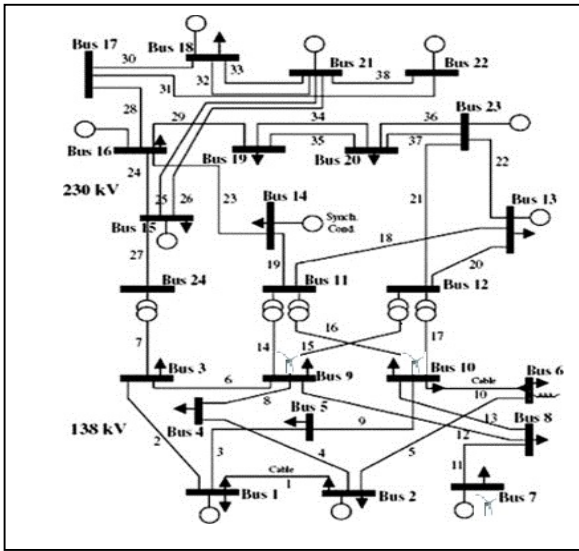 Bus 17
Bus 18
Bus 21
Bus 22
30
33
32
31
38
28
29
34
36
Bus 23
35
37
Bus 16
Bus 19
Bus 20
24
22
230 kV
25
26
23
Bus 14
21
Bus 13
Bus 15
Synch.
Cond.
18
27
19
20
Bus 24
Bus 11
Bus 12
16
7
14
15
17
Bus 3
Bus 9
Bus 10
Bus 6
6
Cable
8
10
Bus 5
13
Bus 8
138 kV
Bus 4
9
12
2
3
4
5
11
Cable
1
Bus 7
Bus 1
Bus 2